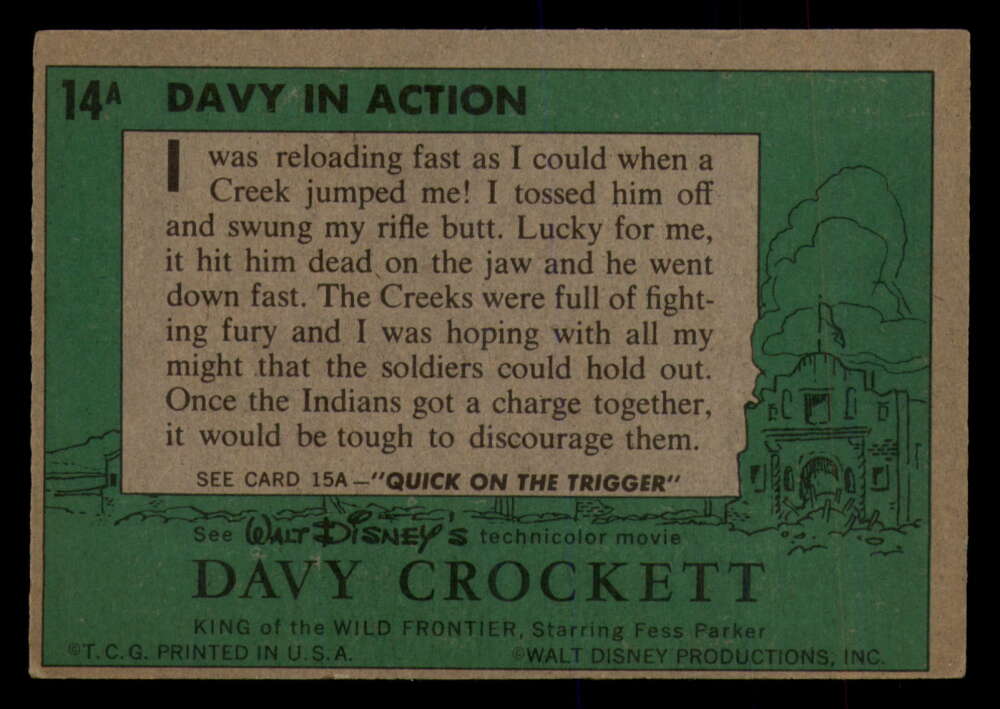 14A DAVY IN ACTION
I was reloading fast as I could when a
Creek jumped me! I tossed him off
and swung my rifle butt. Lucky for me,
it hit him dead on the jaw and he went
down fast. The Creeks were full of fight-
ing fury and I was hoping with all my
might that the soldiers could hold out.
Once the Indians got a charge together,
it would be tough to discourage them.
SEE CARD 15A—"QUICK ON THE TRIGGER"
See WALT DISNEY'S technicolor movie
DAVY CROCKETT
KING of the WILD FRONTIER, Starring Fess Parker
©T.C.G. PRINTED IN U.S.A. ©WALT DISNEY PRODUCTIONS, INC.